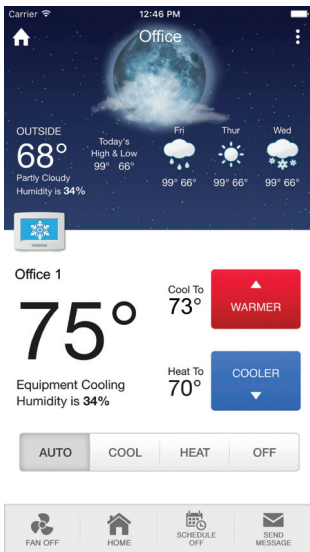 Carrier 12:46 PM
Office
OUTSIDE
68°
Partly Cloudy
Humidity is 34%
Today's
High & Low
99° 66°
Fri
99° 66°
Thur
99° 66°
Wed
99° 66°
Office 1
75°
Equipment Cooling
Humidity is 34%
Cool To
73°
WARMER
Heat To
70°
COOLER
AUTO COOL HEAT OFF
FAN OFF
HOME
SCHEDULE
OFF
SEND
MESSAGE